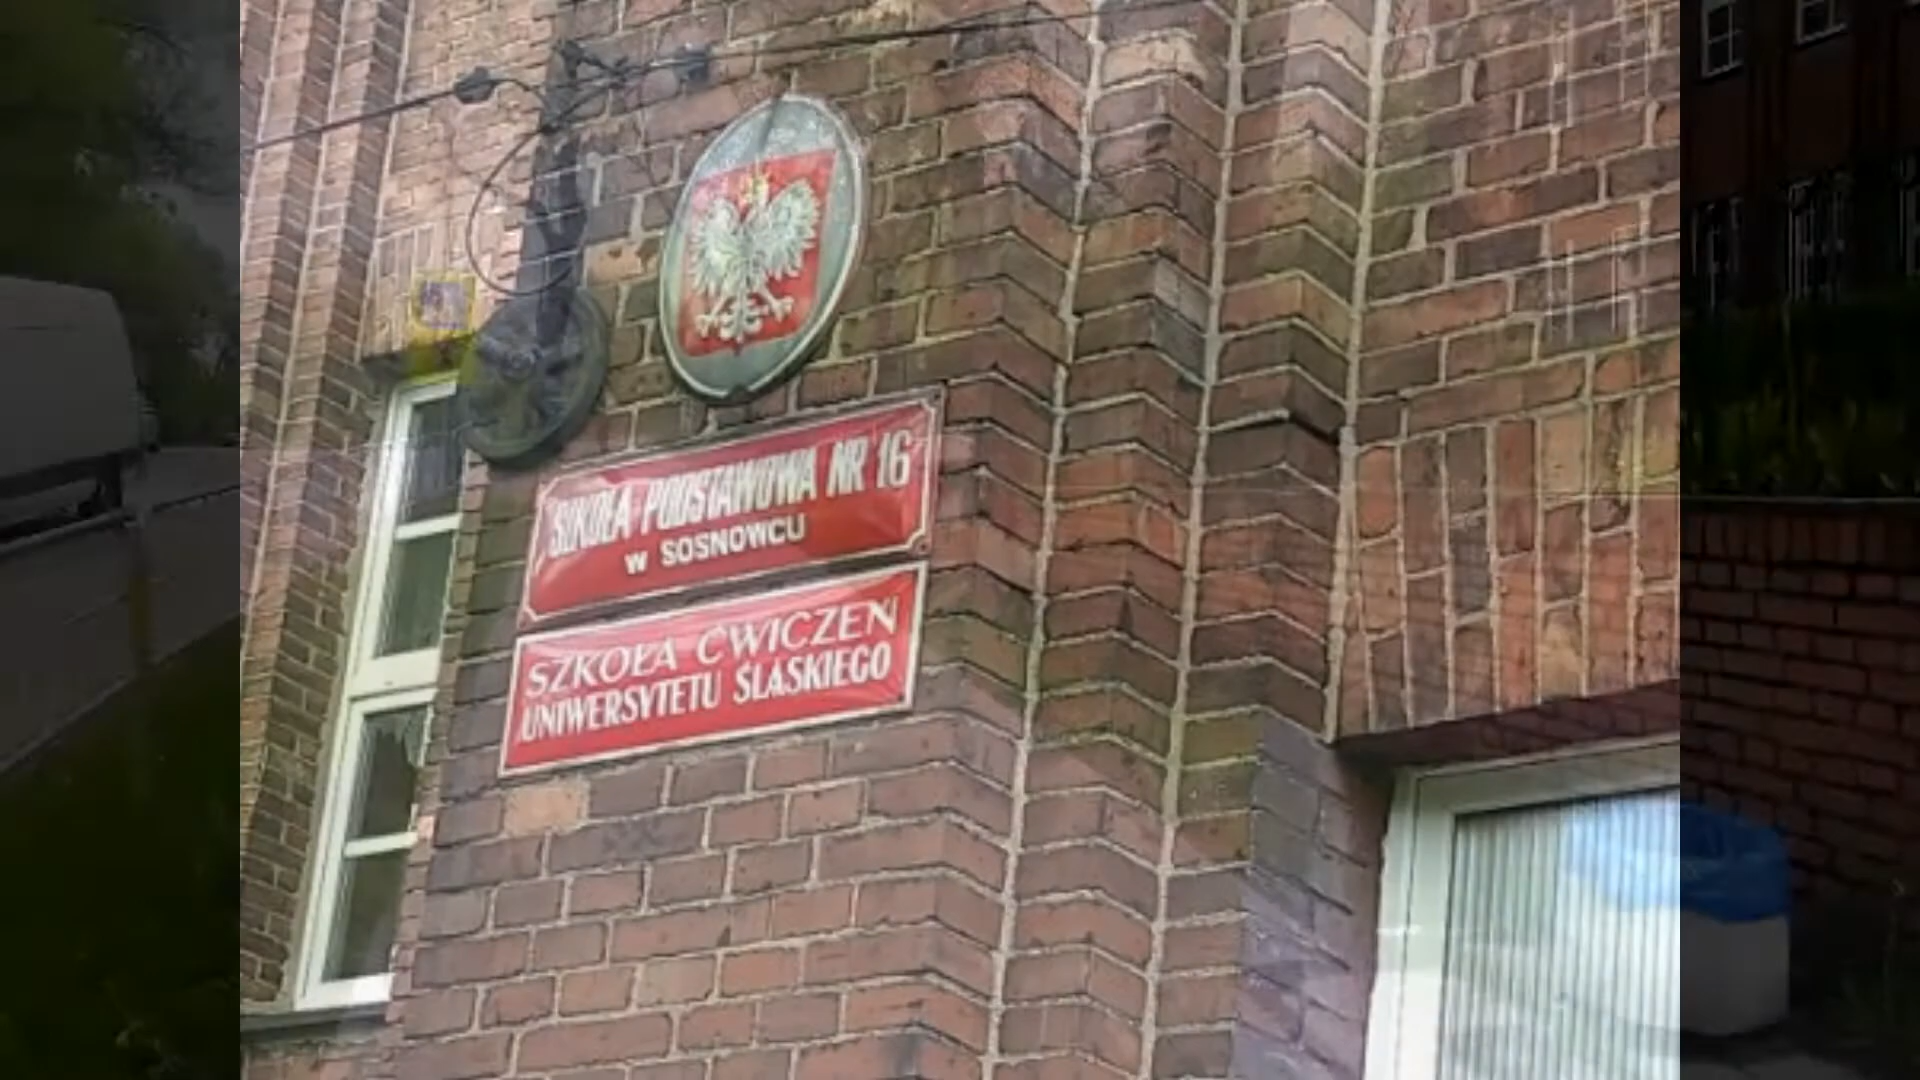 SZKOŁA PODSTAWOWA NR 16
W SOSNOWCU
SZKOŁA ĆWICZEŃ
UNIWERSYTETU ŚLĄSKIEGO